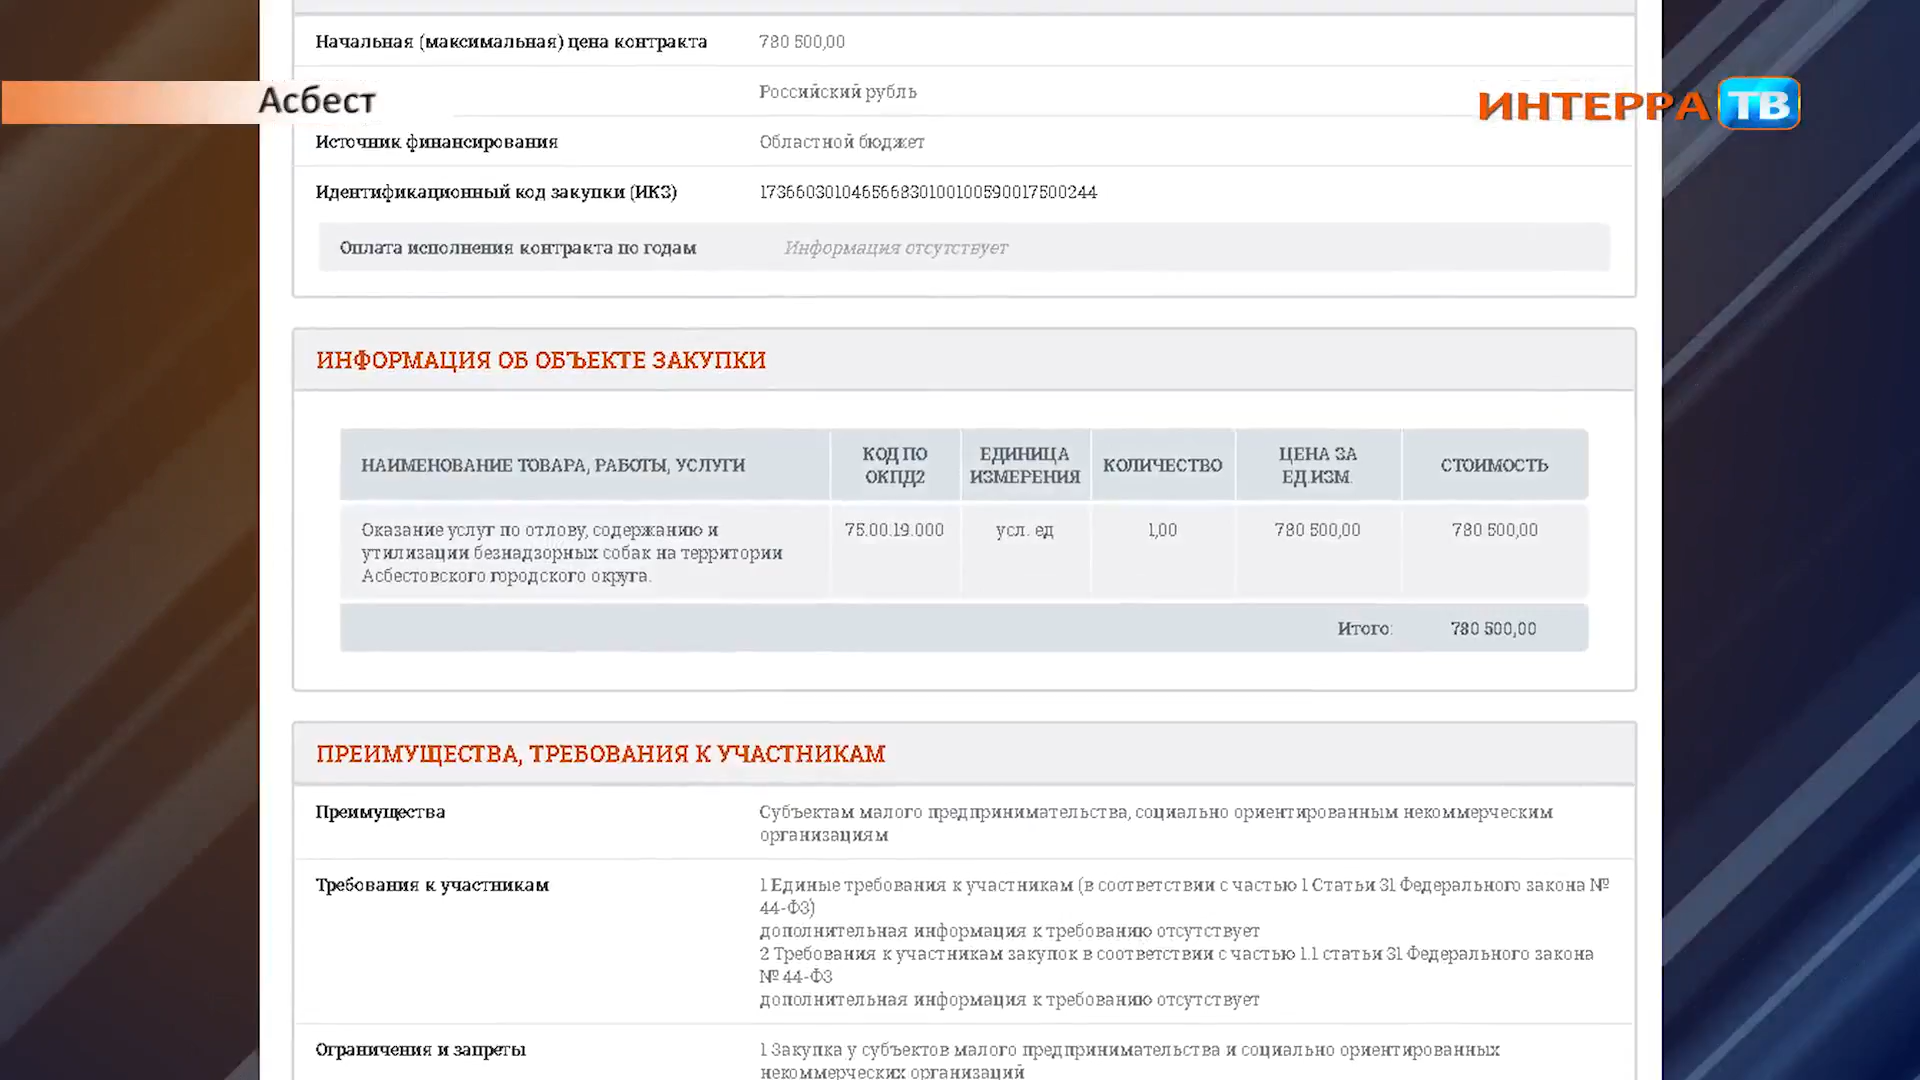 Начальная (максимальная) цена контракта 780 500,00
Асбест
Российский рубль
ИНТЕРРА ТВ
Источник финансирования Областной бюджет
Идентификационный код закупки (ИКЗ) 173660301046566830100100590017500244
Оплата исполнения контракта по годам Информация отсутствует
ИНФОРМАЦИЯ ОБ ОБЪЕКТЕ ЗАКУПКИ
НАИМЕНОВАНИЕ ТОВАРА, РАБОТЫ, УСЛУГИ
КОД ПО
ОКПД2
ЕДИНИЦА
ИЗМЕРЕНИЯ
КОЛИЧЕСТВО
ЦЕНА ЗА
ЕД.ИЗМ.
СТОИМОСТЬ
Оказание услуг по отлову, содержанию и
утилизации безнадзорных собак на территории
Асбестовского городского округа.
75.00.19.000
усл. ед
1,00
780 500,00
780 500,00
Итого: 780 500,00
ПРЕИМУЩЕСТВА, ТРЕБОВАНИЯ К УЧАСТНИКАМ
Преимущества
Субъектам малого предпринимательства, социально ориентированным некоммерческим
организациям
Требования к участникам
1 Единые требования к участникам (в соответствии с частью 1 Статьи 31 Федерального закона №
44-ФЗ)
дополнительная информация к требованию отсутствует
2 Требования к участникам закупок в соответствии с частью 1.1 статьи 31 Федерального закона
№ 44-ФЗ
дополнительная информация к требованию отсутствует
Ограничения и запреты
1 Закупка у субъектов малого предпринимательства и социально ориентированных
некоммерческих организаций